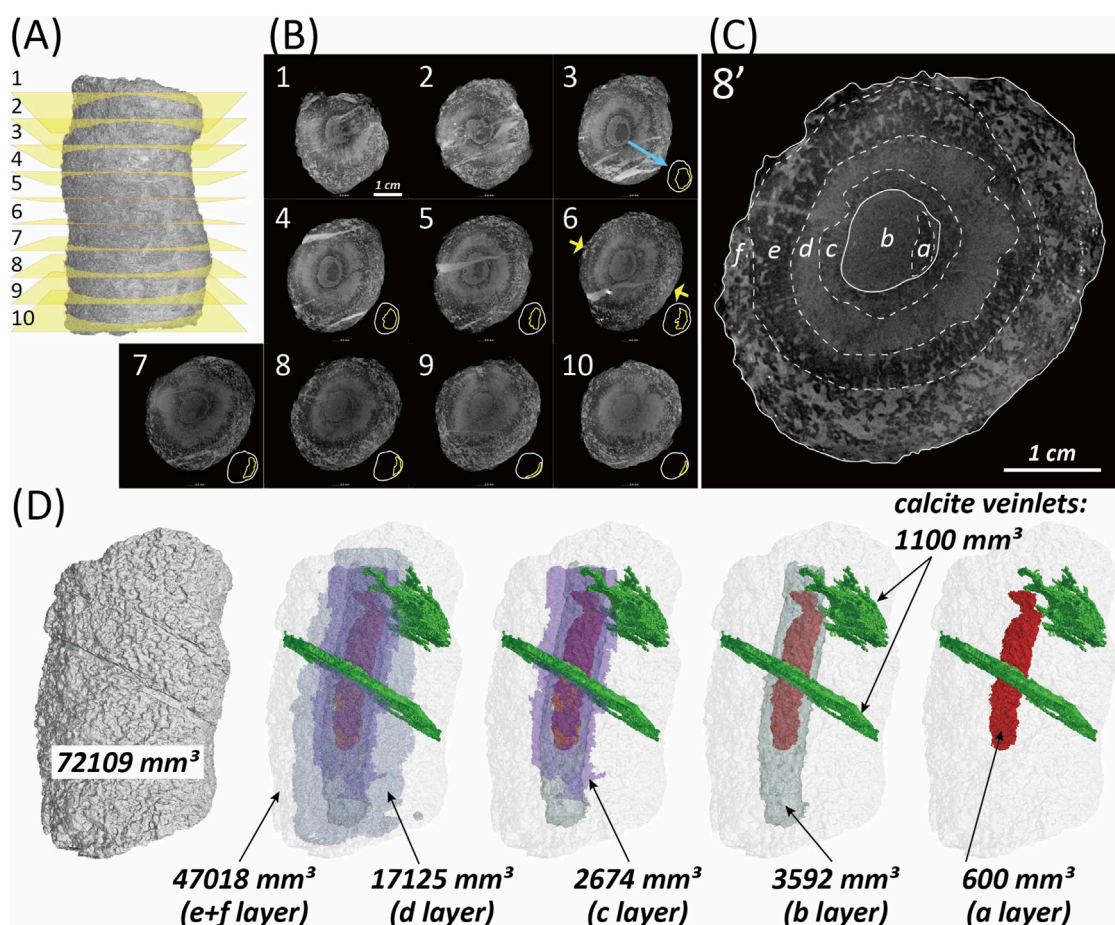 (A)
1
2
3
4
5
6
7
8
9
10
(B)
1
2
3
1 cm
4
5
6
7
8
9
10
(C)
8'
f
e
d
c
b
a
1 cm
(D)
calcite veinlets:
1100 mm³
72109 mm³
47018 mm³
(e+f layer)
17125 mm³
(d layer)
2674 mm³
(c layer)
3592 mm³
(b layer)
600 mm³
(a layer)